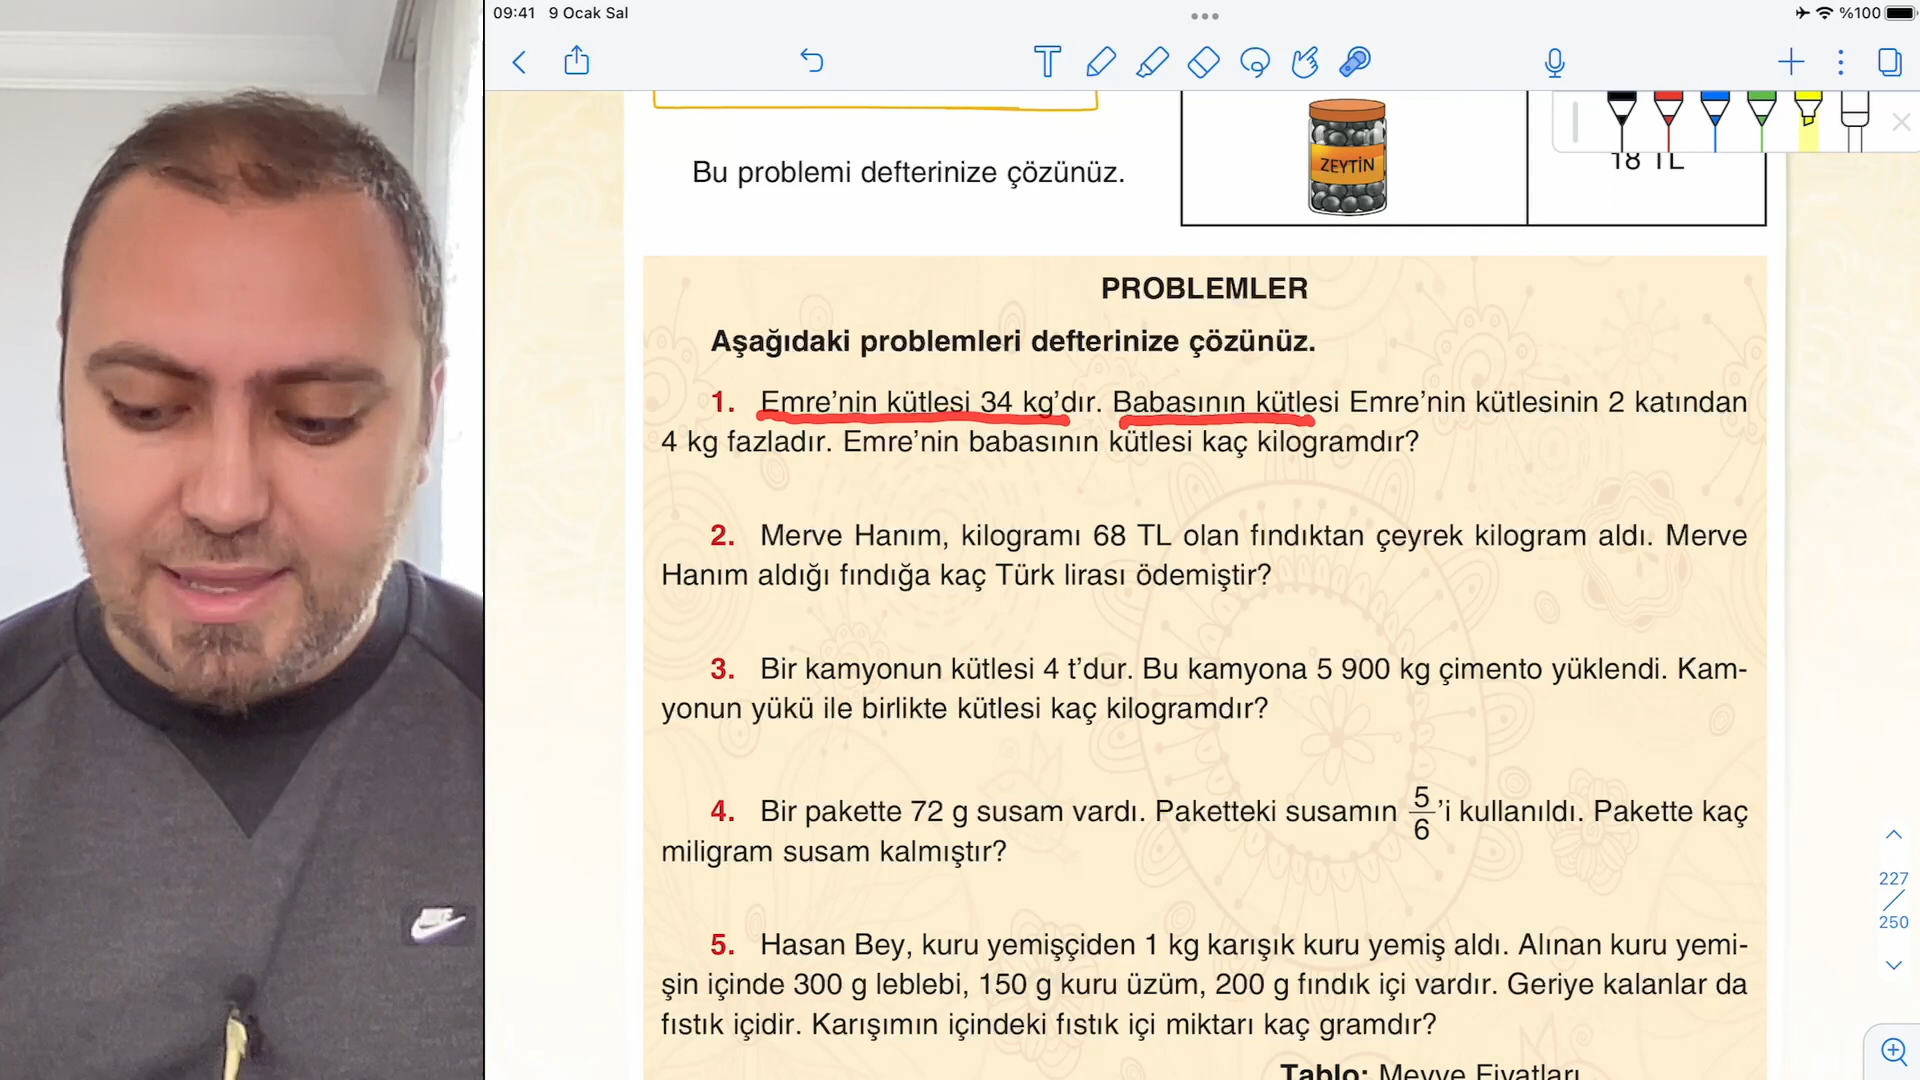 09:41 9 Ocak Sal
%100
Bu problemi defterinize çözünüz.
ZEYTİN
18 TL
PROBLEMLER
Aşağıdaki problemleri defterinize çözünüz.
1. Emre’nin kütlesi 34 kg’dır. Babasının kütlesi Emre’nin kütlesinin 2 katından
4 kg fazladır. Emre’nin babasının kütlesi kaç kilogramdır?
2. Merve Hanım, kilogramı 68 TL olan fındıktan çeyrek kilogram aldı. Merve
Hanım aldığı fındığa kaç Türk lirası ödemiştir?
3. Bir kamyonun kütlesi 4 t’dur. Bu kamyona 5 900 kg çimento yüklendi. Kam-
yonun yükü ile birlikte kütlesi kaç kilogramdır?
4. Bir pakette 72 g susam vardı. Paketteki susamın 5/6 ’i kullanıldı. Pakette kaç
miligram susam kalmıştır?
227
250
5. Hasan Bey, kuru yemişçiden 1 kg karışık kuru yemiş aldı. Alınan kuru yemi-
şin içinde 300 g leblebi, 150 g kuru üzüm, 200 g fındık içi vardır. Geriye kalanlar da
fıstık içidir. Karışımın içindeki fıstık içi miktarı kaç gramdır?
Tablo: Meyve Fiyatları